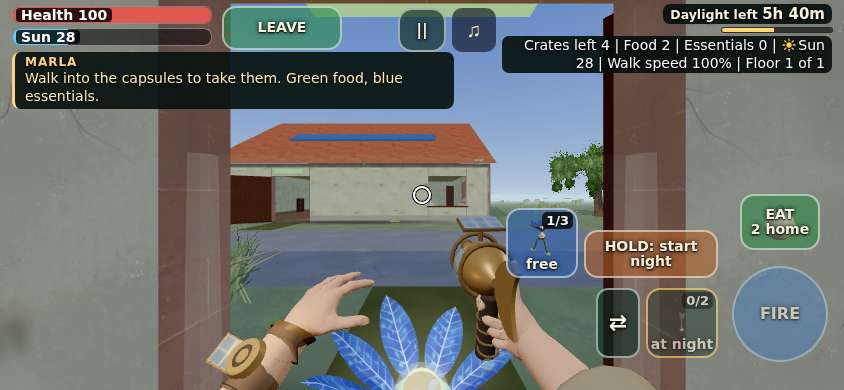 Health 100
Sun 28
LEAVE
Daylight left 5h 40m
Crates left 4 | Food 2 | Essentials 0 | ☀Sun
28 | Walk speed 100% | Floor 1 of 1
MARLA
Walk into the capsules to take them. Green food, blue
essentials.
1/3
free
HOLD: start
night
EAT
2 home
0/2
at night
FIRE